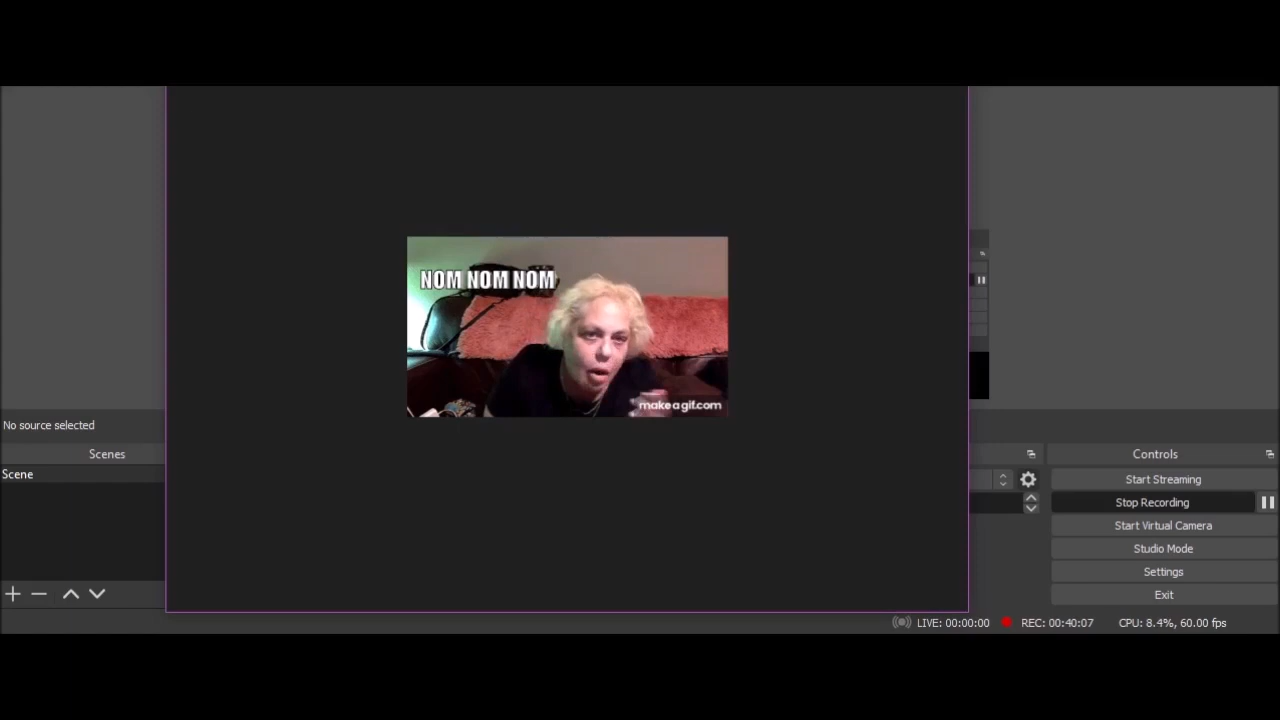 NOM NOM NOM
makeagif.com
No source selected
Scenes
Controls
Scene
Start Streaming
Stop Recording
Start Virtual Camera
Studio Mode
Settings
Exit
LIVE: 00:00:00 REC: 00:40:07 CPU: 8.4%, 60.00 fps